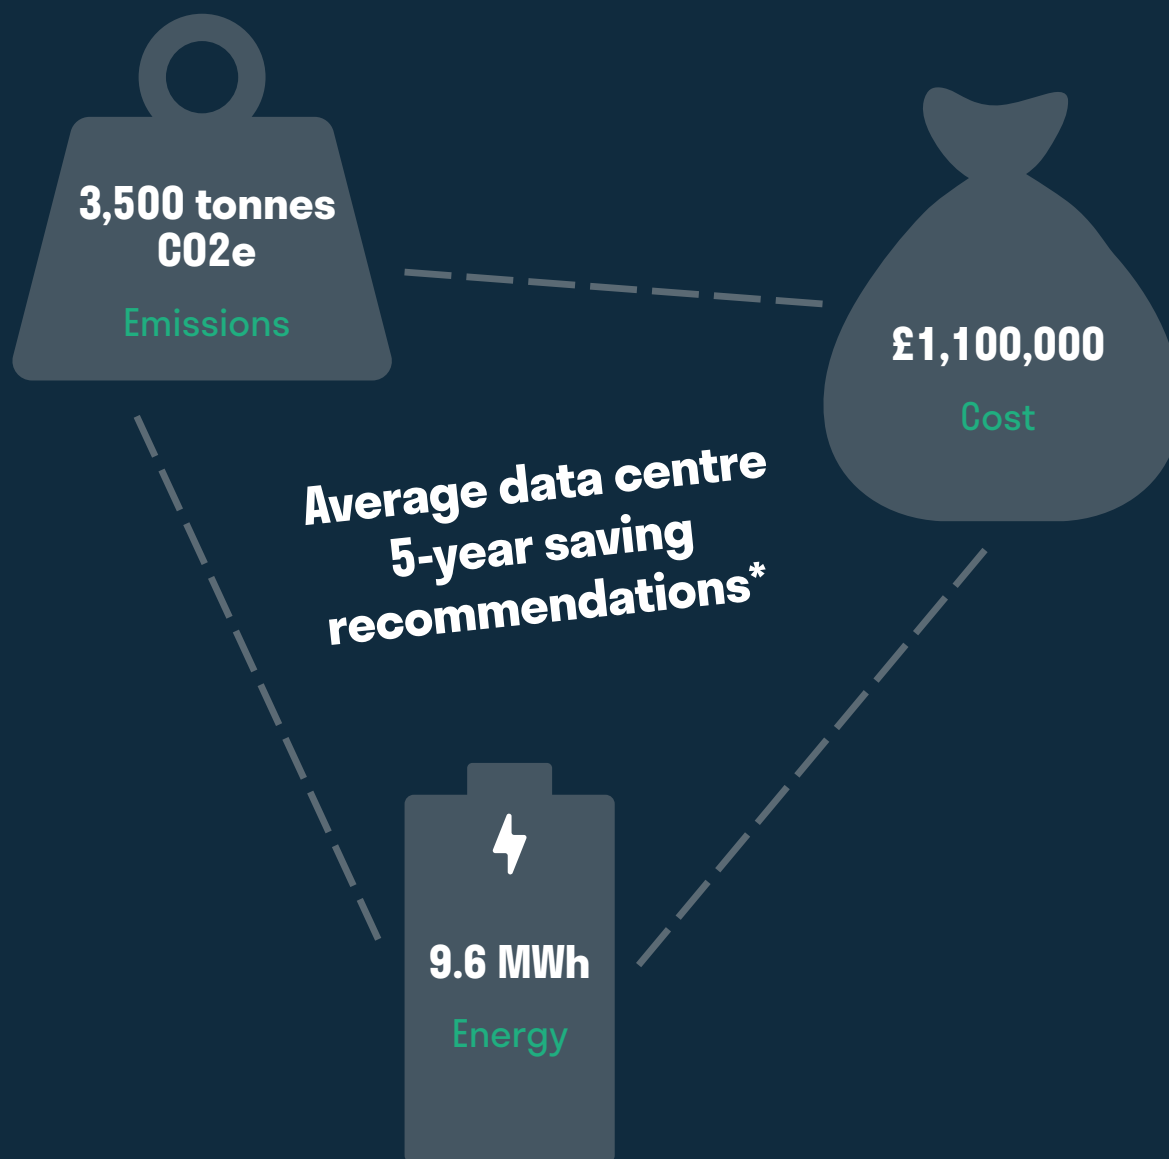 3,500 tonnes
CO2e
Emissions
£1,100,000
Cost
Average data centre
5-year saving
recommendations*
9.6 MWh
Energy